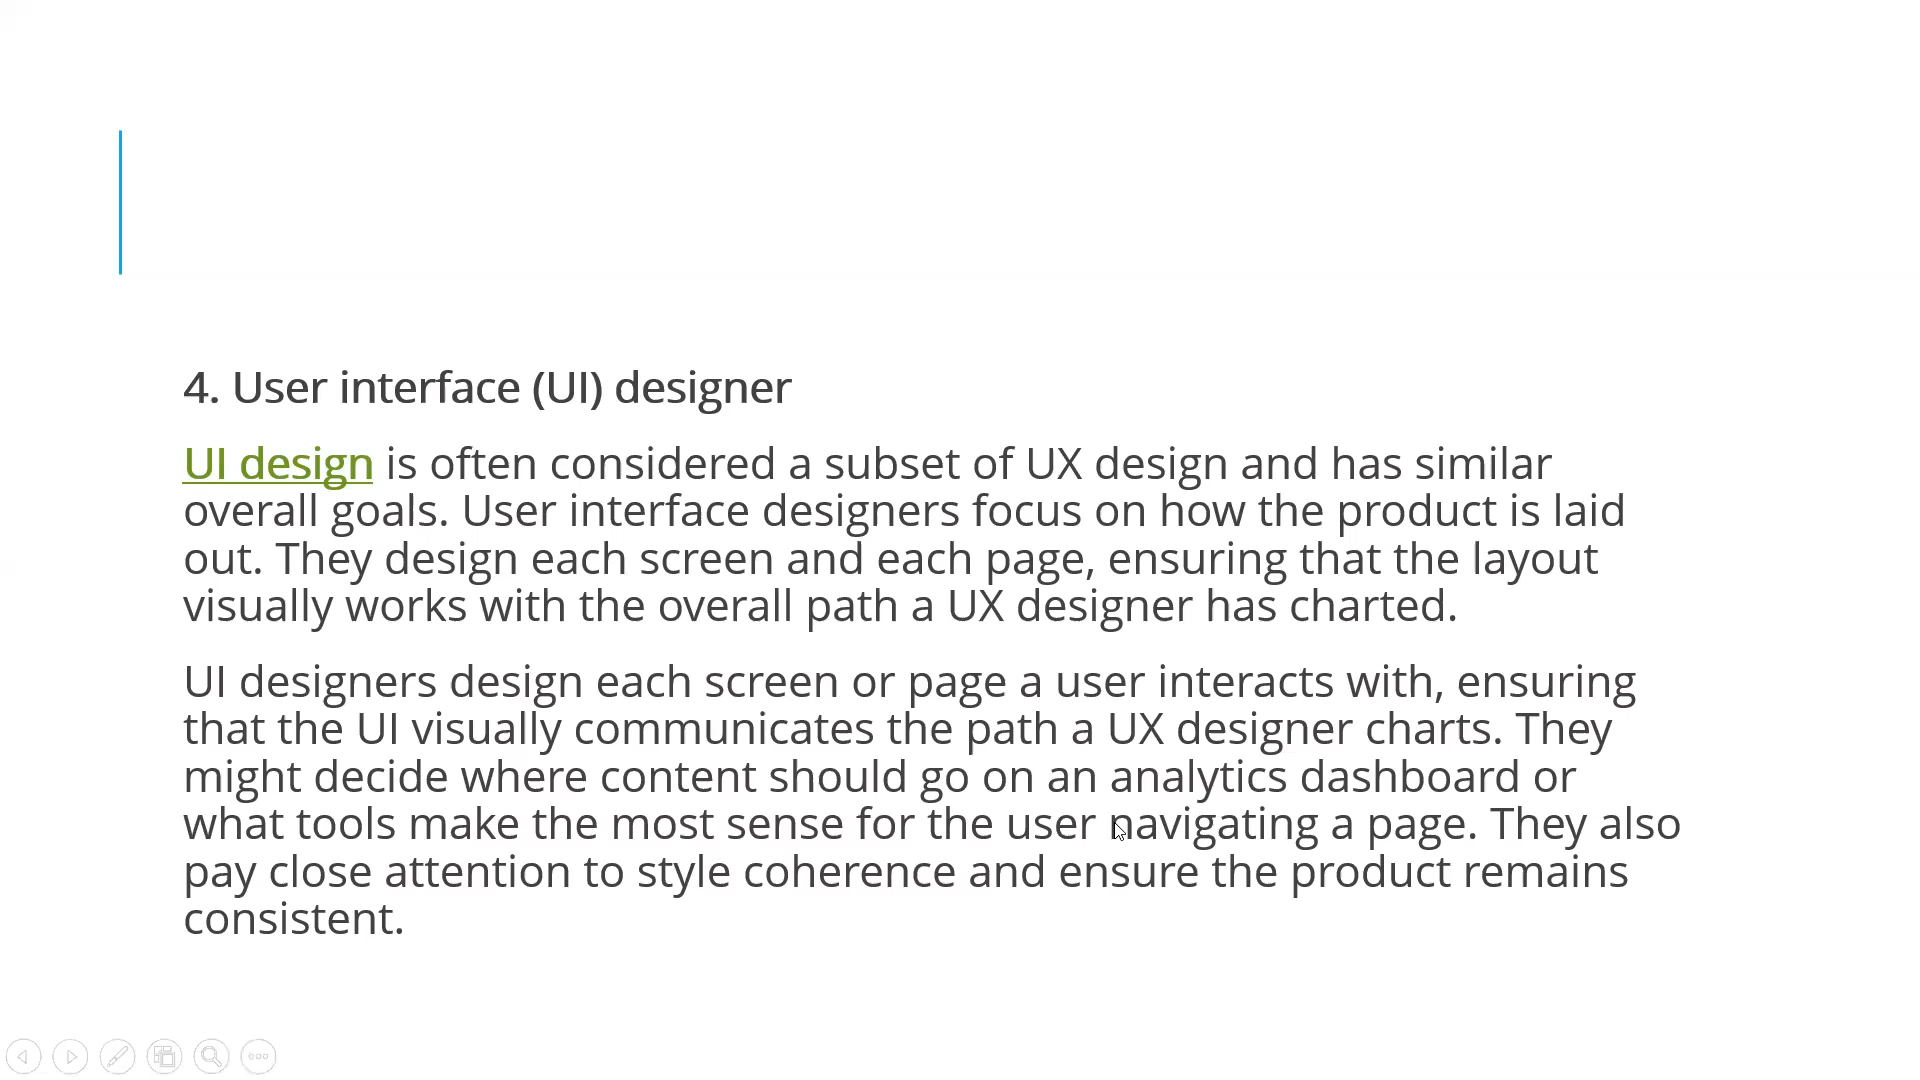 4. User interface (UI) designer
UI design is often considered a subset of UX design and has similar
overall goals. User interface designers focus on how the product is laid
out. They design each screen and each page, ensuring that the layout
visually works with the overall path a UX designer has charted.
UI designers design each screen or page a user interacts with, ensuring
that the UI visually communicates the path a UX designer charts. They
might decide where content should go on an analytics dashboard or
what tools make the most sense for the user navigating a page. They also
pay close attention to style coherence and ensure the product remains
consistent.